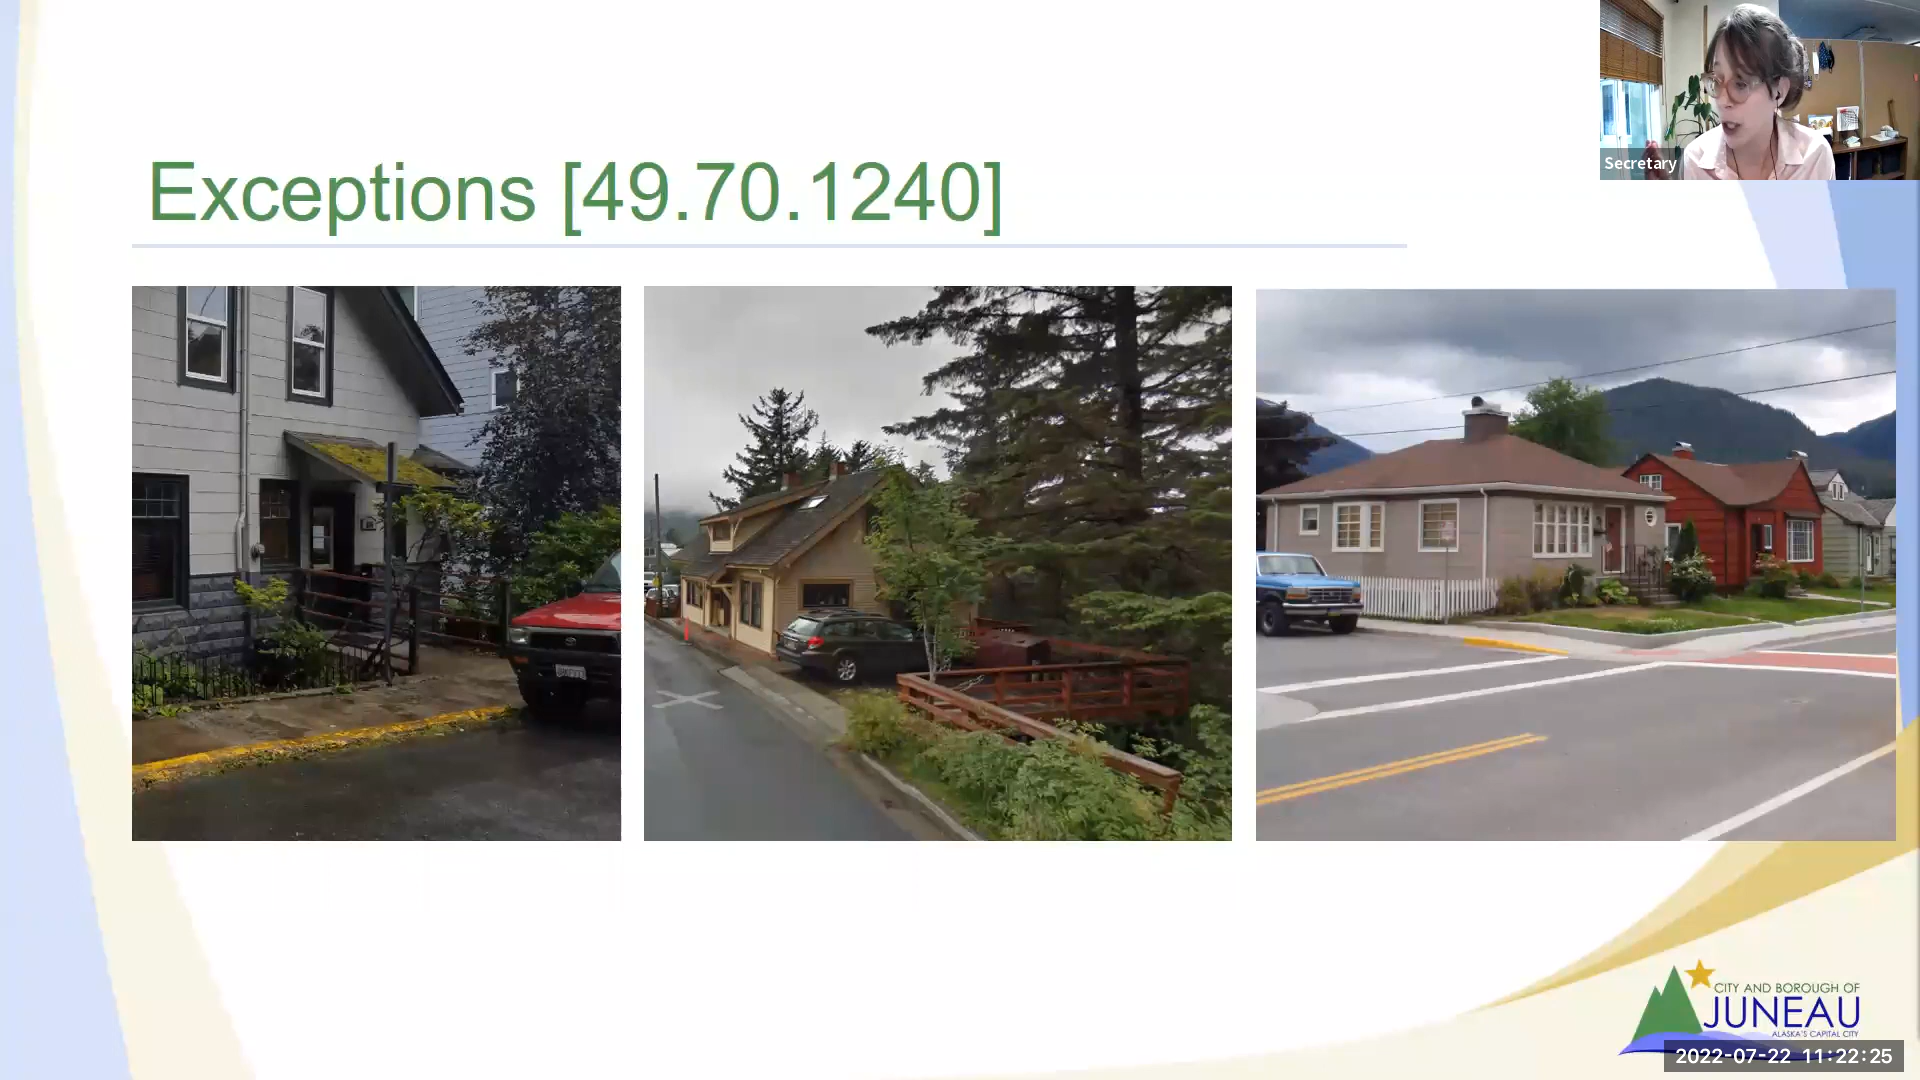 Secretary
Exceptions [49.70.1240]
CITY AND BOROUGH OF
JUNEAU
ALASKA'S CAPITAL CITY
2022-07-22 11:22:25